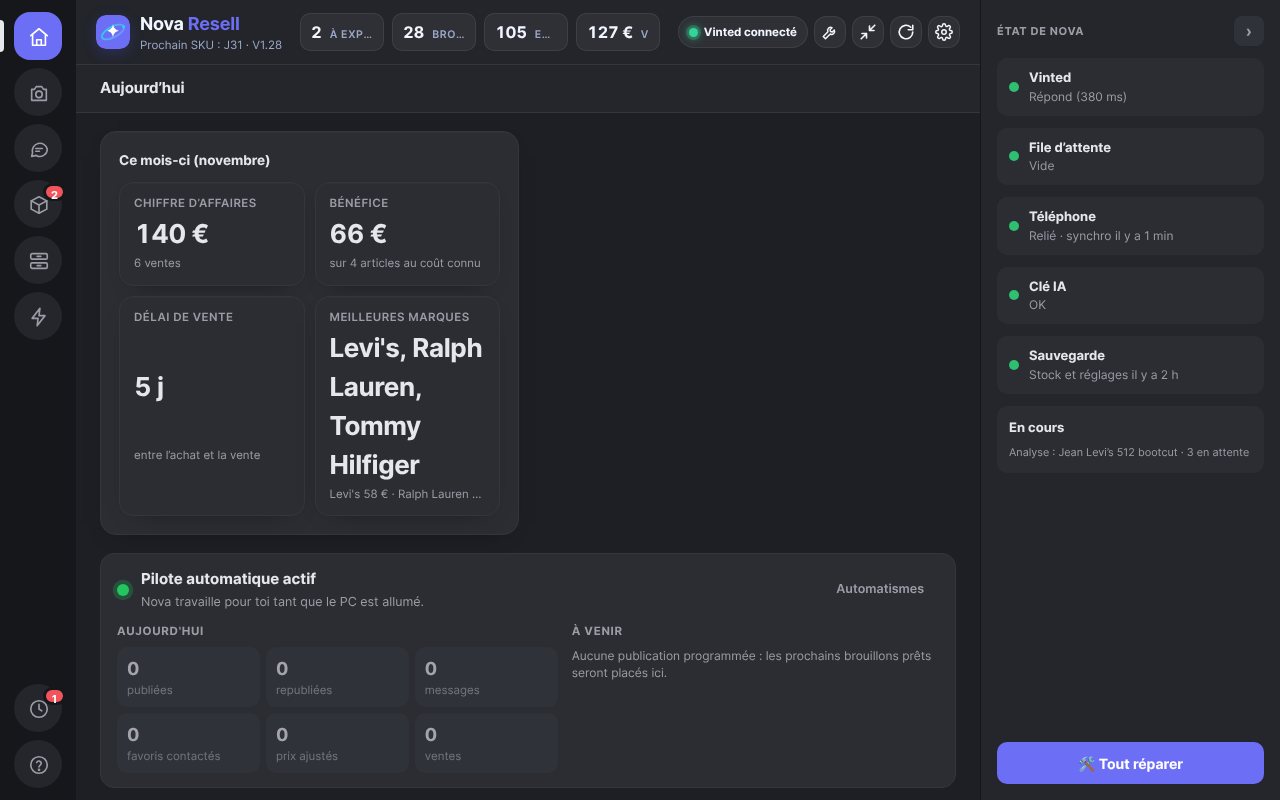 Nova Resell
Prochain SKU : J31 · V1.28
2 À EXP…
28 BRO…
105 E…
127 € V
Vinted connecté
Aujourd’hui
Ce mois-ci (novembre)
CHIFFRE D’AFFAIRES
140 €
6 ventes
BÉNÉFICE
66 €
sur 4 articles au coût connu
DÉLAI DE VENTE
5 j
entre l’achat et la vente
MEILLEURES MARQUES
Levi's, Ralph
Lauren,
Tommy
Hilfiger
Levi's 58 € · Ralph Lauren …
Pilote automatique actif
Nova travaille pour toi tant que le PC est allumé.
Automatismes
AUJOURD'HUI
0
publiées
0
republiées
0
messages
0
favoris contactés
0
prix ajustés
0
ventes
À VENIR
Aucune publication programmée : les prochains brouillons prêts
seront placés ici.
2
1
ÉTAT DE NOVA
Vinted
Répond (380 ms)
File d’attente
Vide
Téléphone
Relié · synchro il y a 1 min
Clé IA
OK
Sauvegarde
Stock et réglages il y a 2 h
En cours
Analyse : Jean Levi’s 512 bootcut · 3 en attente
Tout réparer